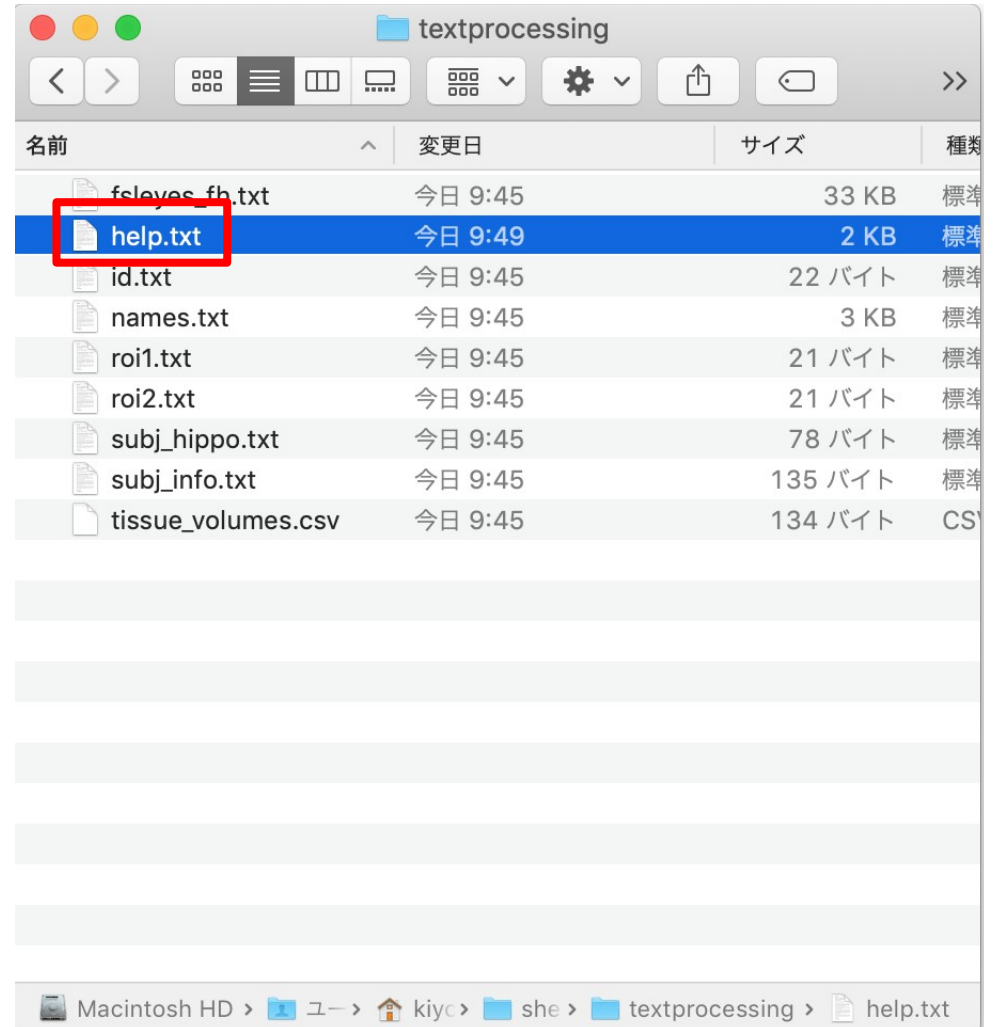 textprocessing
名前 変更日 サイズ 種類
fsleyes_fh.txt 今日 9:45 33 KB 標準
help.txt 今日 9:49 2 KB 標準
id.txt 今日 9:45 22 バイト 標準
names.txt 今日 9:45 3 KB 標準
roi1.txt 今日 9:45 21 バイト 標準
roi2.txt 今日 9:45 21 バイト 標準
subj_hippo.txt 今日 9:45 78 バイト 標準
subj_info.txt 今日 9:45 135 バイト 標準
tissue_volumes.csv 今日 9:45 134 バイト CSV
Macintosh HD › ユー › kiyo › she › textprocessing › help.txt